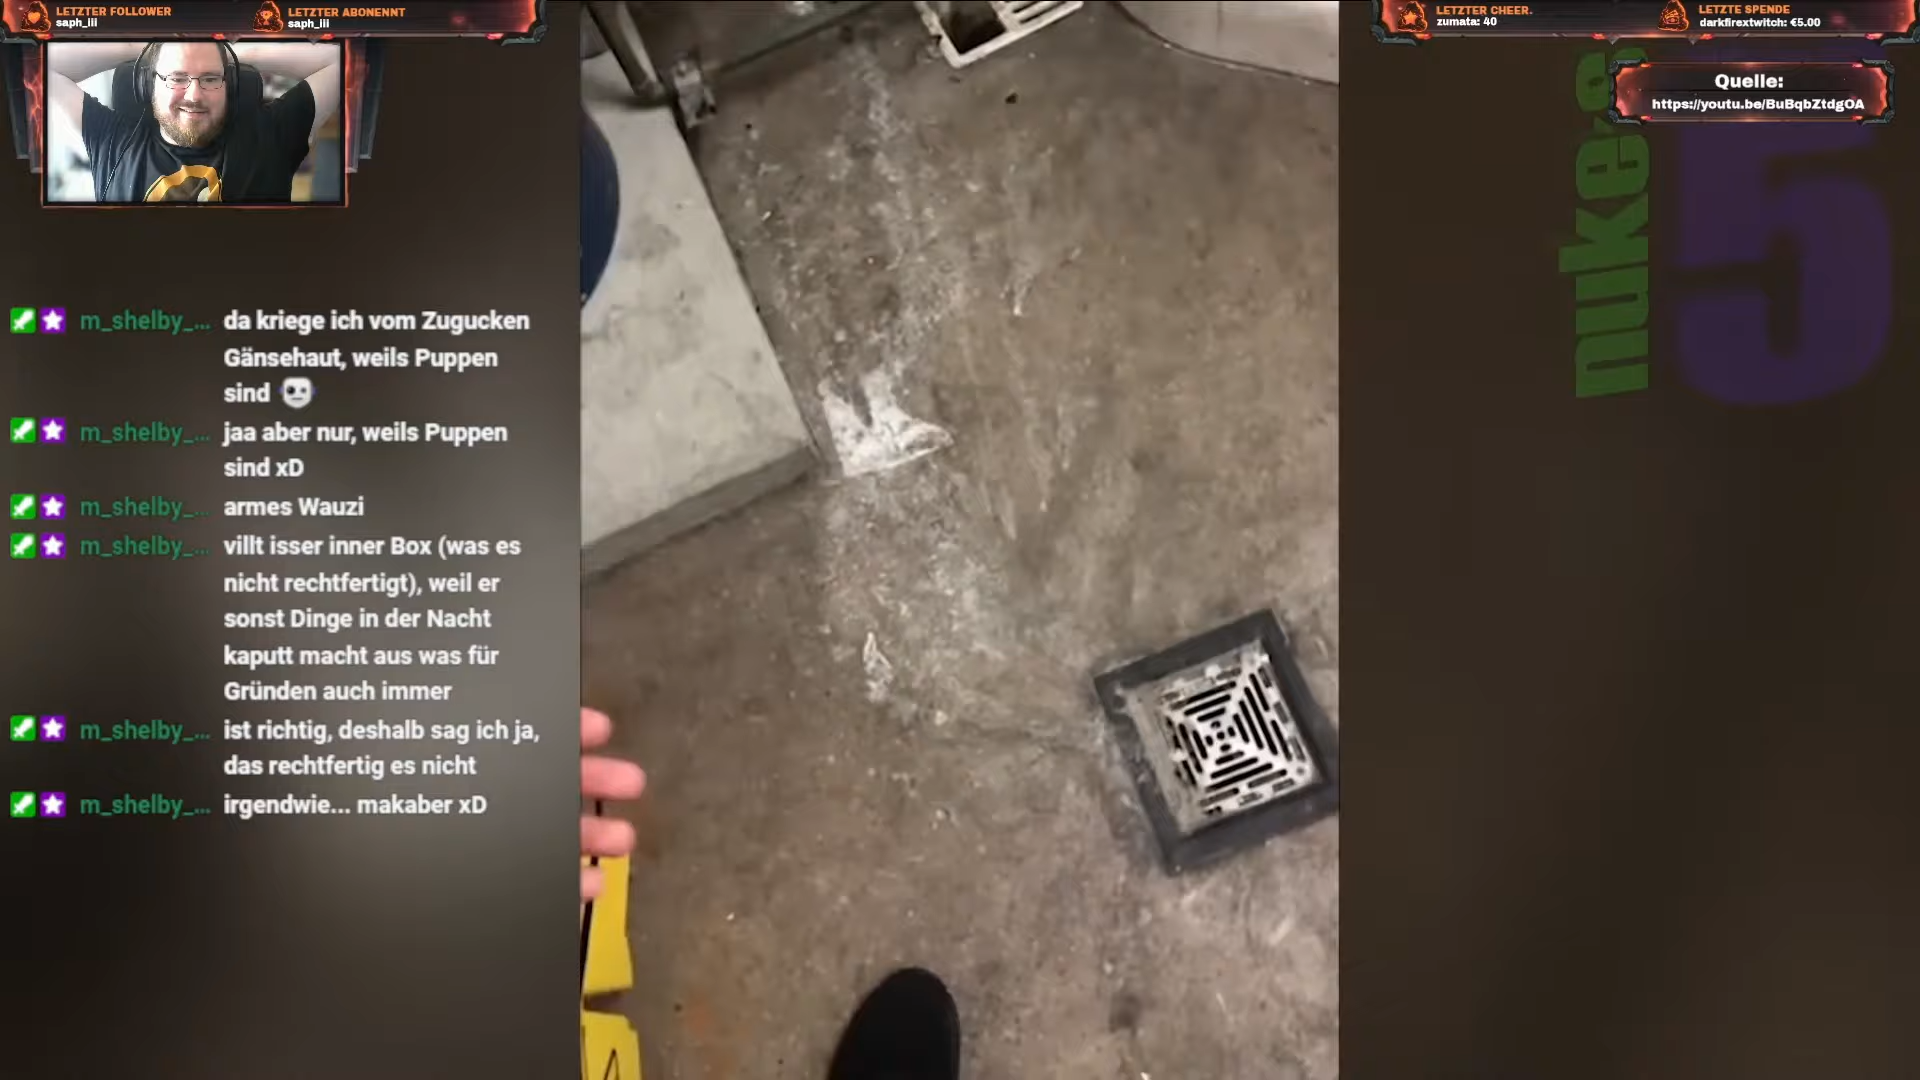 LETZTER FOLLOWER
saph_iii
LETZTER ABONENNT
saph_iii
LETZTER CHEER.
zumata: 40
LETZTE SPENDE
darkfirextwitch: €5.00
Quelle:
https://youtu.be/BuBqbZtdgOA
nuke
5
m_shelby_... da kriege ich vom Zugucken
Gänsehaut, weils Puppen
sind
m_shelby_... jaa aber nur, weils Puppen
sind xD
m_shelby_... armes Wauzi
m_shelby_... villt isser inner Box (was es
nicht rechtfertigt), weil er
sonst Dinge in der Nacht
kaputt macht aus was für
Gründen auch immer
m_shelby_... ist richtig, deshalb sag ich ja,
das rechtfertig es nicht
m_shelby_... irgendwie... makaber xD